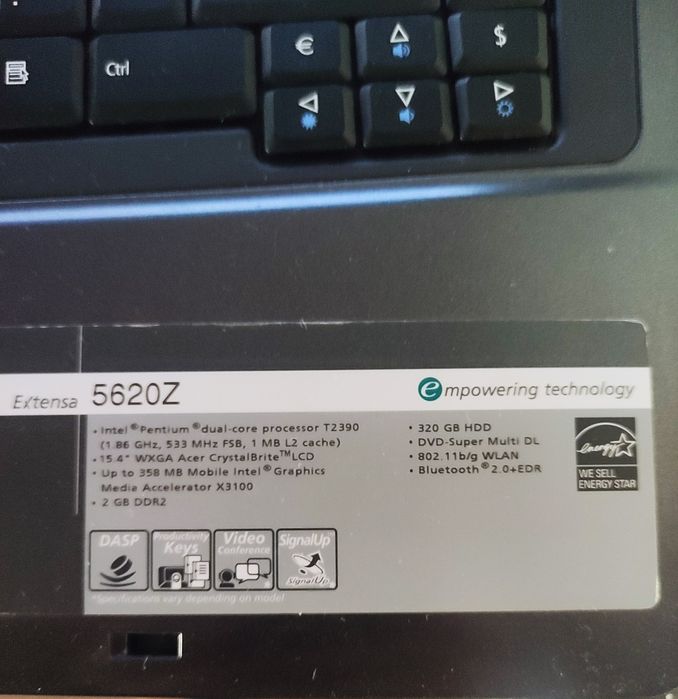 €
$
Ctrl
Extensa 5620Z
empowering technology
• Intel® Pentium® dual-core processor T2390
(1.86 GHz, 533 MHz FSB, 1 MB L2 cache)
• 15.4" WXGA Acer CrystalBrite™ LCD
• Up to 358 MB Mobile Intel® Graphics
Media Accelerator X3100
• 2 GB DDR2
• 320 GB HDD
• DVD-Super Multi DL
• 802.11b/g WLAN
• Bluetooth® 2.0+EDR
energy
WE SELL
ENERGY STAR
DASP
Productivity
Keys
Video
Conference
SignalUp
SignalUp
*Specifications vary depending on model